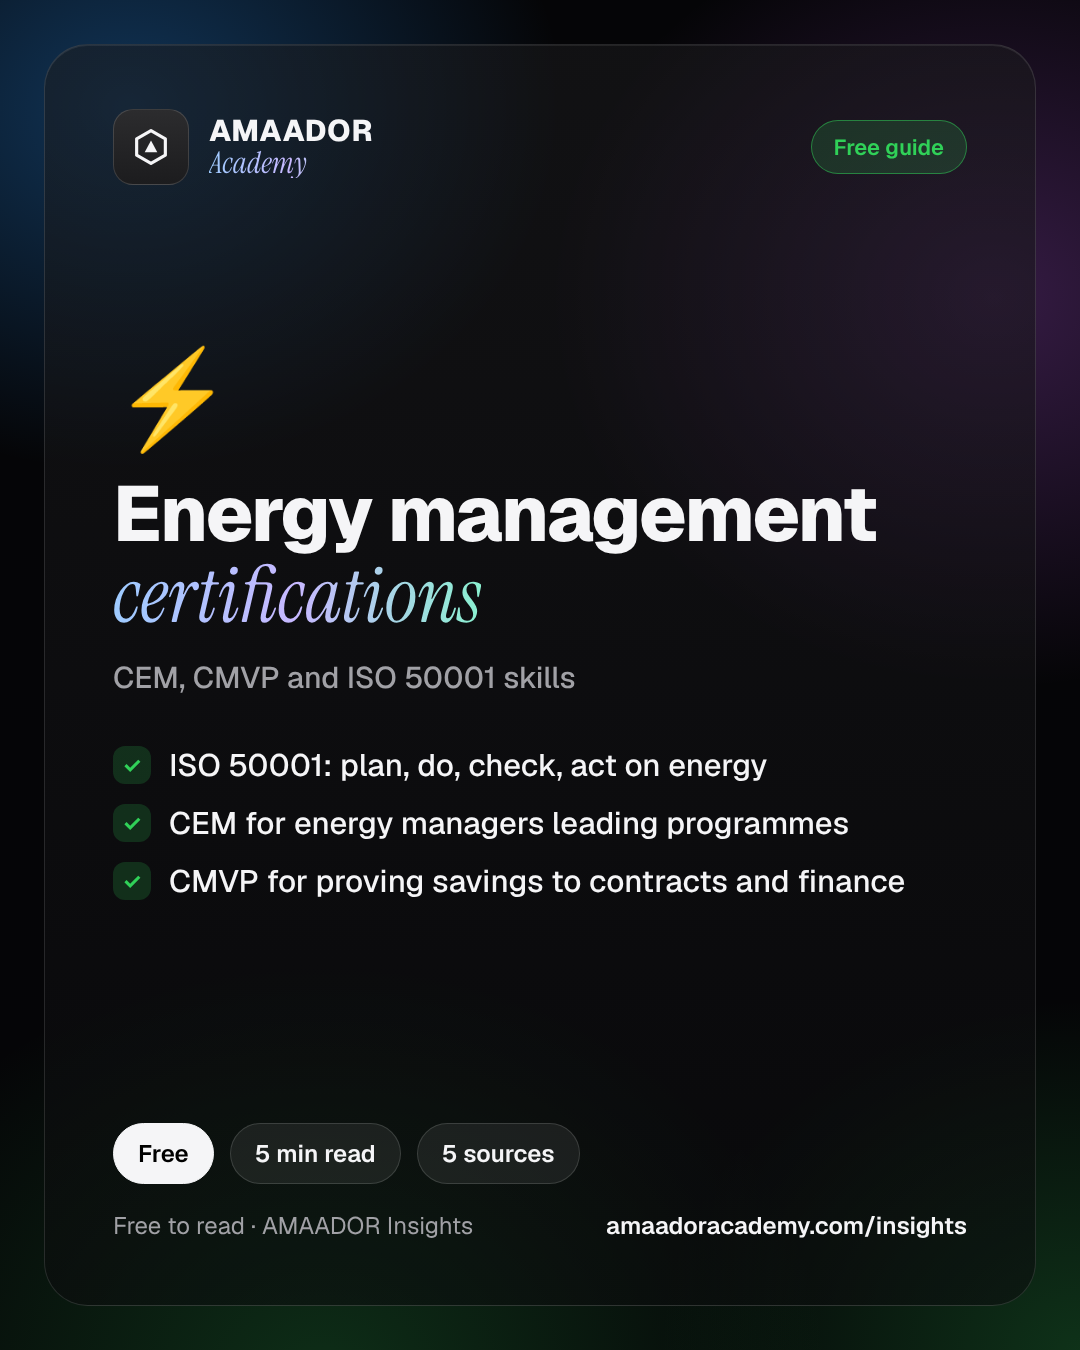 AMAADOR
Academy
Free guide
Energy management
certifications
CEM, CMVP and ISO 50001 skills
ISO 50001: plan, do, check, act on energy
CEM for energy managers leading programmes
CMVP for proving savings to contracts and finance
Free
5 min read
5 sources
Free to read · AMAADOR Insights
amaadoracademy.com/insights